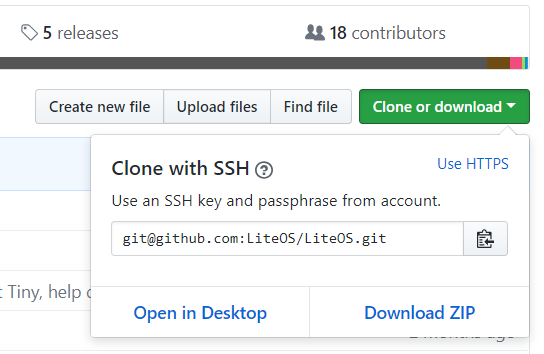 5 releases
18 contributors
Create new file
Upload files
Find file
Clone or download
Clone with SSH ?
Use HTTPS
Use an SSH key and passphrase from account.
git@github.com:LiteOS/LiteOS.git
t Tiny, help
Open in Desktop
Download ZIP
months ago